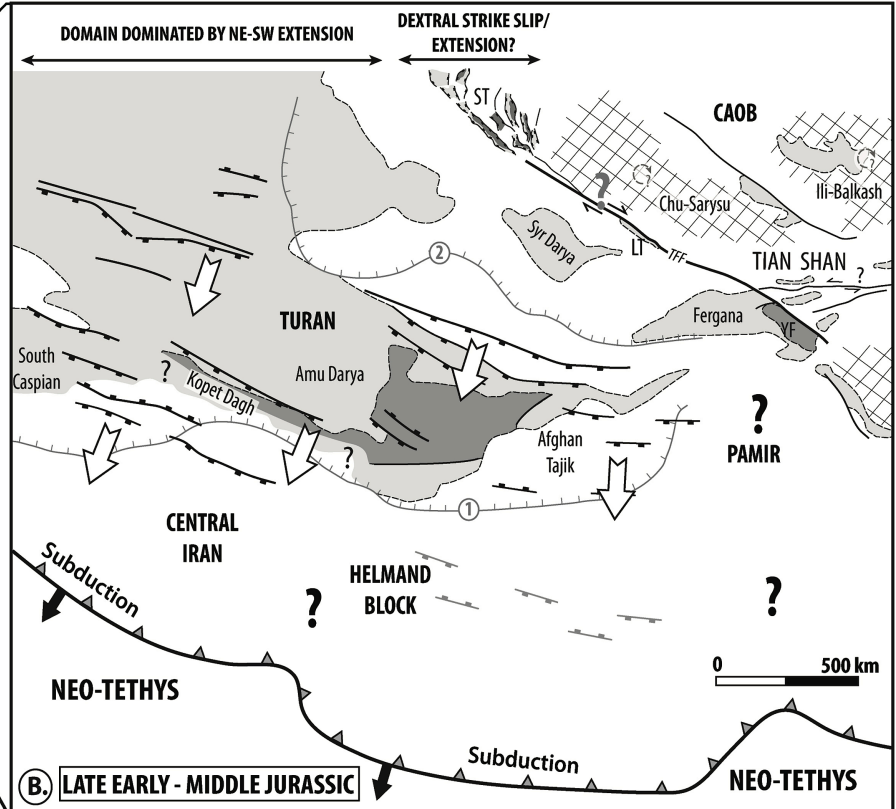 DOMAIN DOMINATED BY NE-SW EXTENSION
DEXTRAL STRIKE SLIP/
EXTENSION?
ST
CAOB
G
?
G
Chu-Sarysu
Ili-Balkash
Syr Darya
LT
TFF
TIAN SHAN
?
2
TURAN
Fergana
YF
South
Caspian
?
Kopet Dagh
Amu Darya
?
Afghan
Tajik
?
PAMIR
1
CENTRAL
IRAN
Subduction
?
HELMAND
BLOCK
?
0 500 km
NEO-TETHYS
Subduction
NEO-TETHYS
B. LATE EARLY - MIDDLE JURASSIC